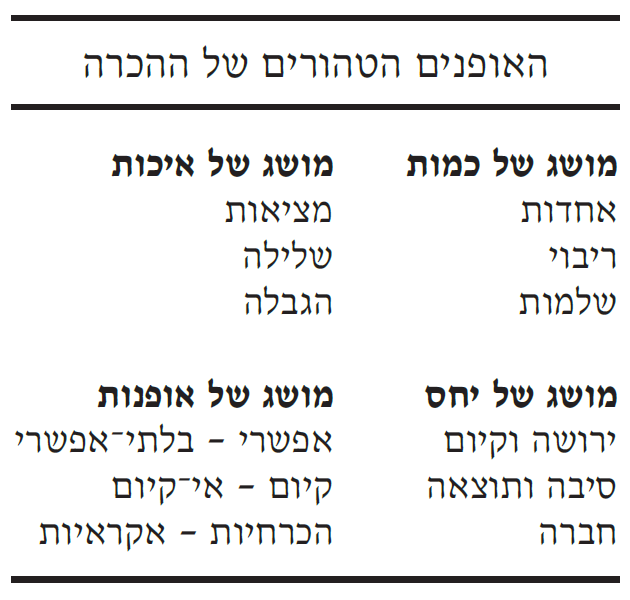 האופנים הטהורים של ההכרה
מושג של כמות
אחדות
ריבוי
שלמות
מושג של איכות
מציאות
שלילה
הגבלה
מושג של יחס
ירושה וקיום
סיבה ותוצאה
חברה
מושג של אופנות
אפשרי – בלתי־אפשרי
קיום – אי־קיום
הכרחיות – אקראיות